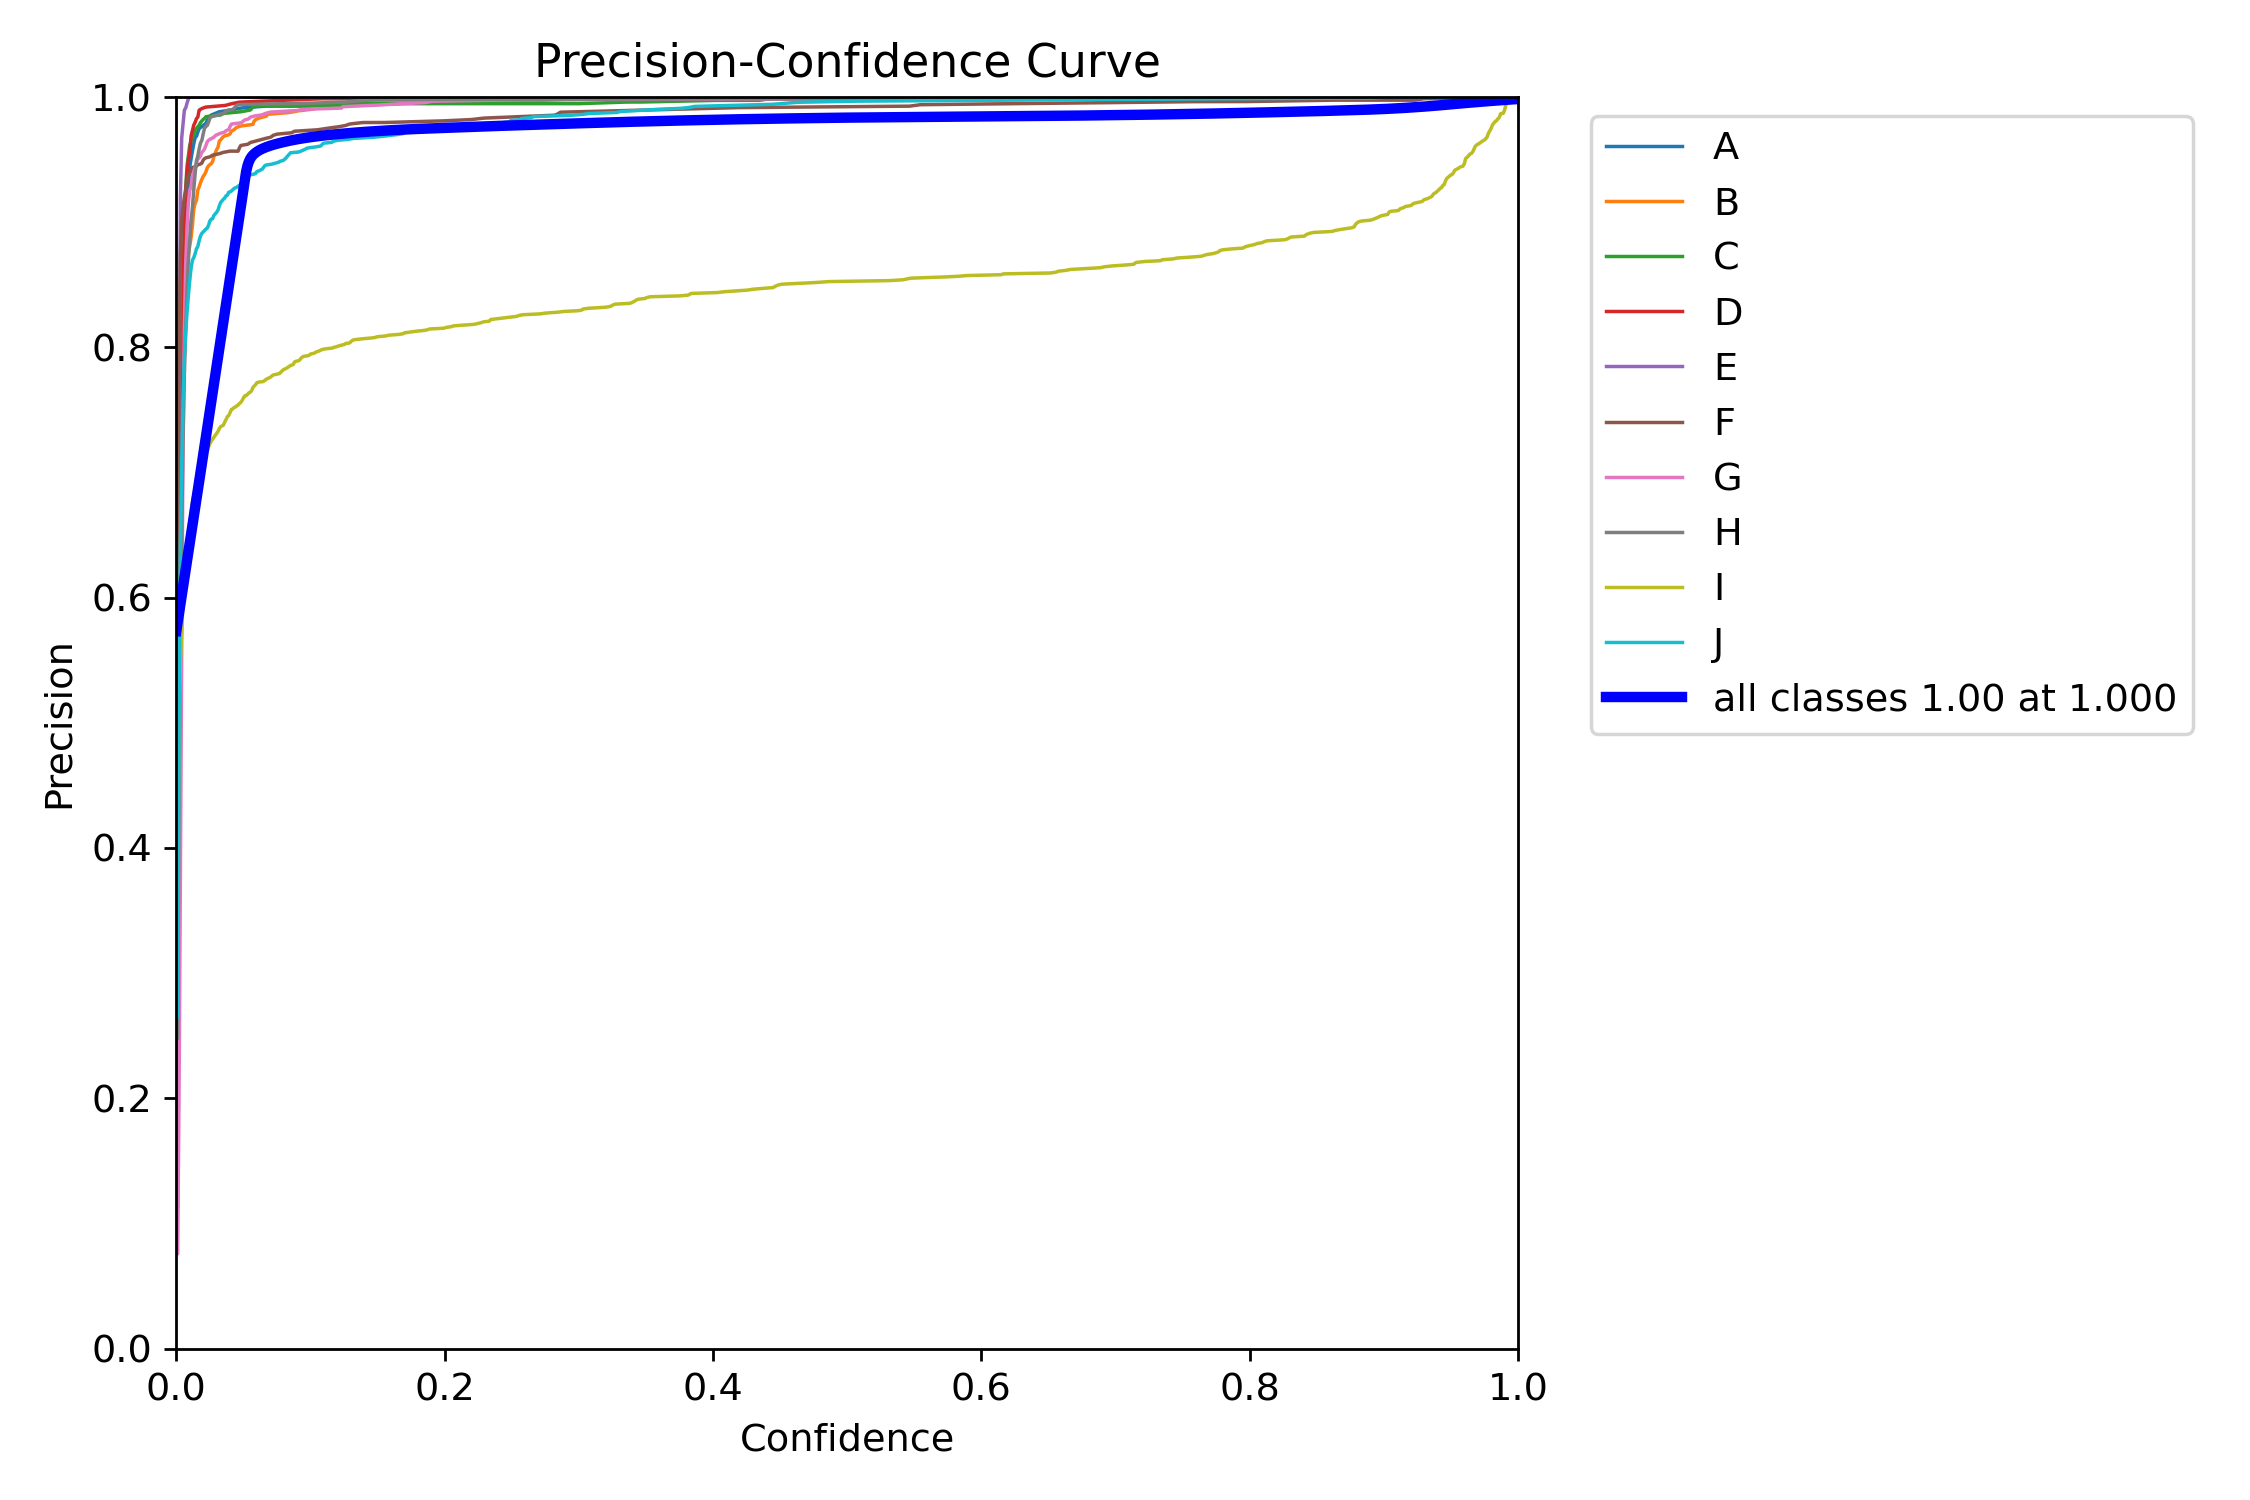 Precision-Confidence Curve
1.0
0.8
0.6
0.4
0.2
0.0
Precision
0.0 0.2 0.4 0.6 0.8 1.0
Confidence
A
B
C
D
E
F
G
H
I
J
all classes 1.00 at 1.000